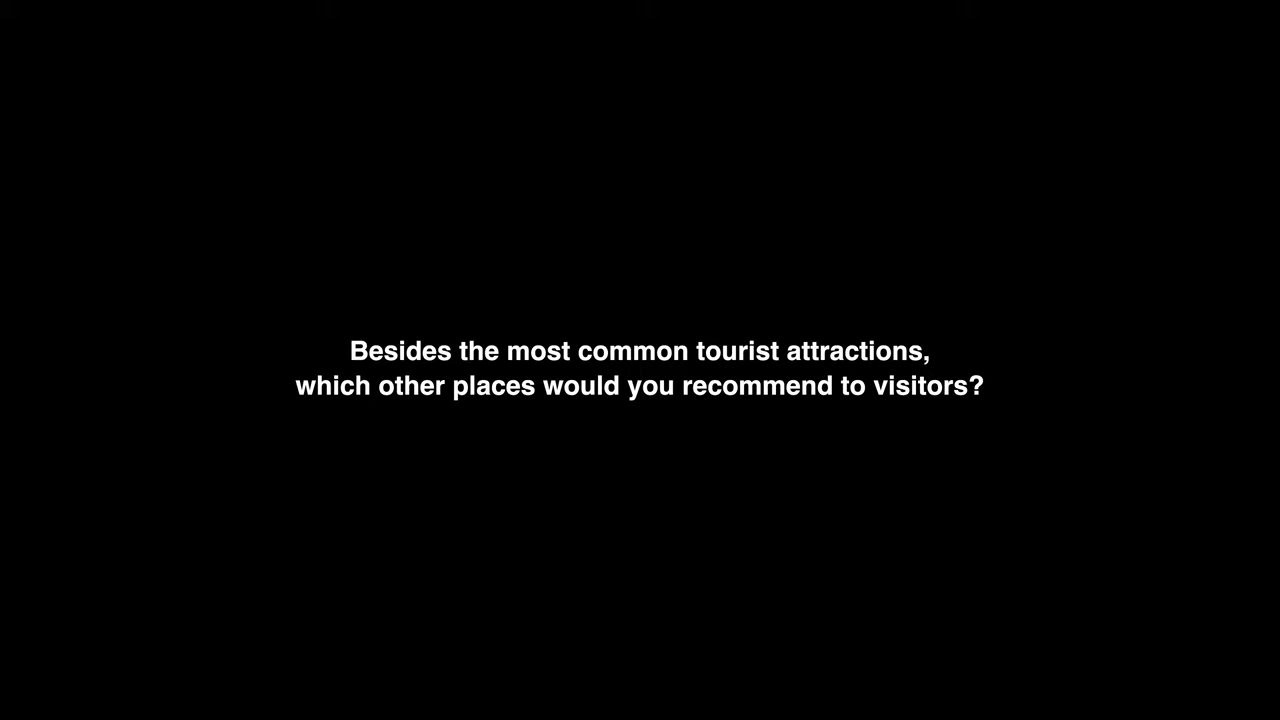 Besides the most common tourist attractions,
which other places would you recommend to visitors?